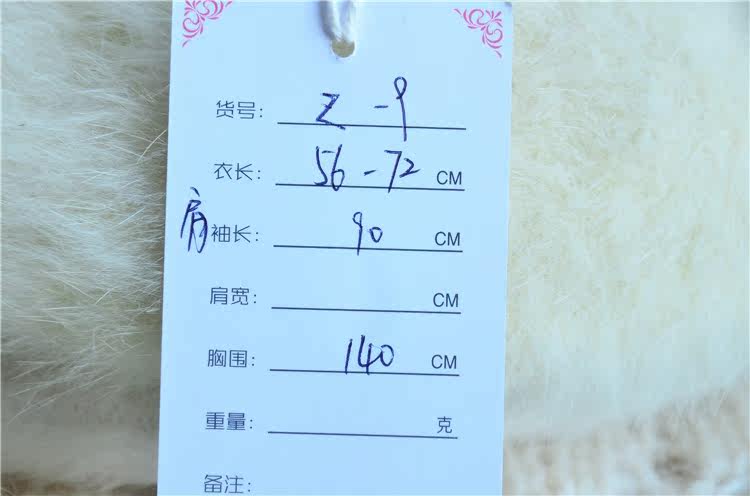 货号: Z-9
衣长: 56-72 CM
肩袖长: 90 CM
肩宽: CM
胸围: 140 CM
重量: 克
备注: